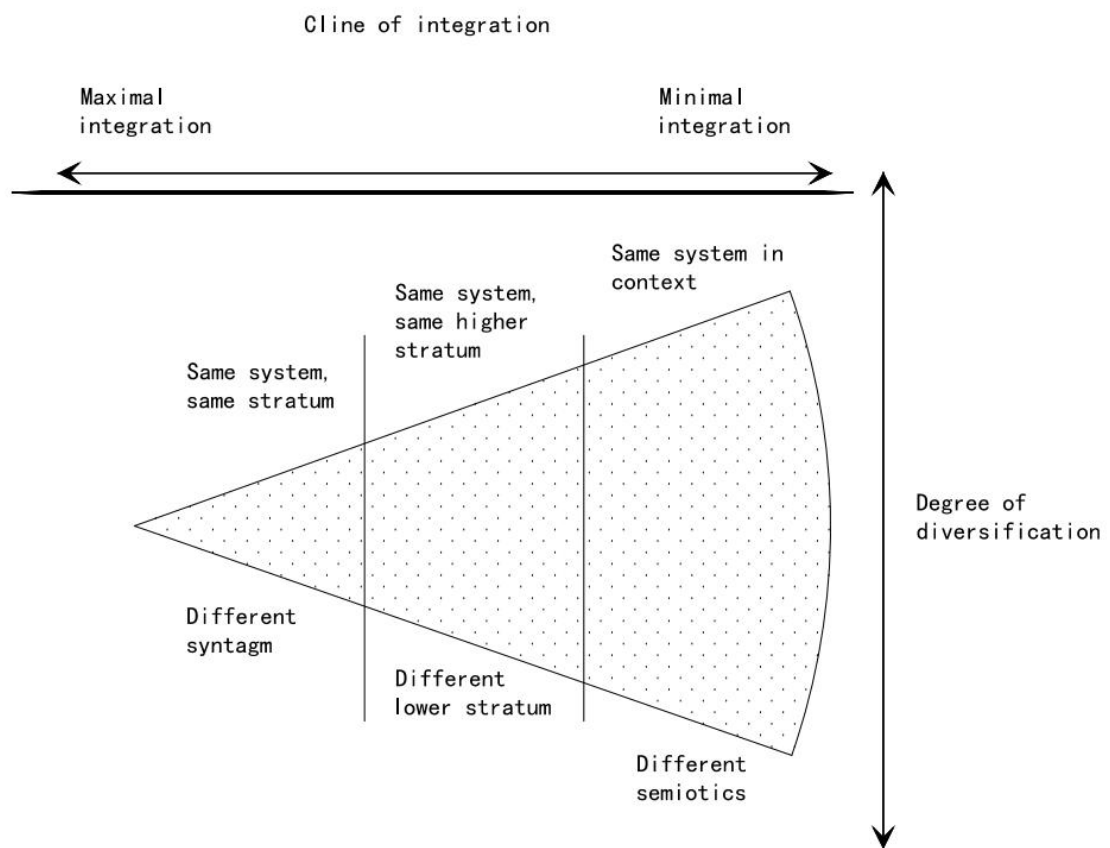 Cline of integration
Maximal
integration
Minimal
integration
Same system in
context
Same system,
same higher
stratum
Same system,
same stratum
Degree of
diversification
Different
syntagm
Different
lower stratum
Different
semiotics